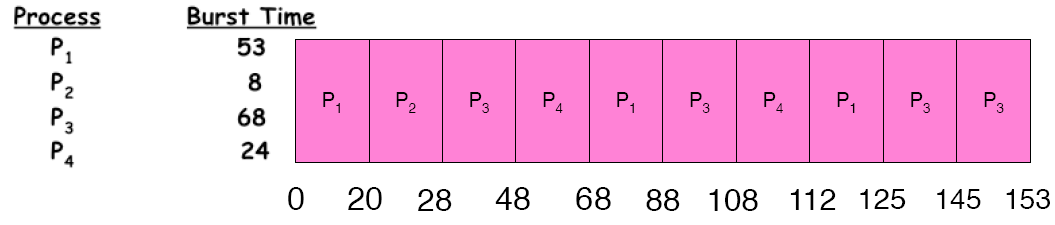 Process Burst Time
P1 53
P2 8
P3 68
P4 24
P1 P2 P3 P4 P1 P3 P4 P1 P3 P3
0 20 28 48 68 88 108 112 125 145 153